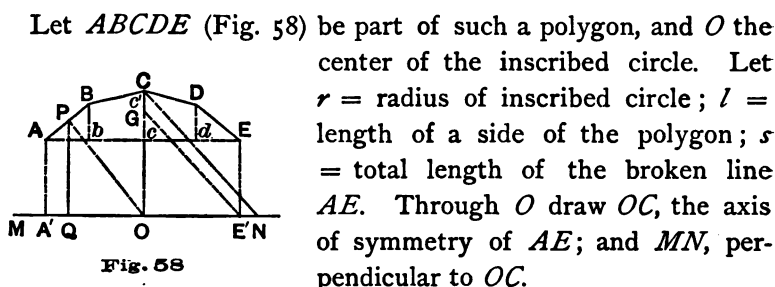 Let ABCDE (Fig. 58) be part of such a polygon, and O the
center of the inscribed circle. Let
r = radius of inscribed circle; l =
length of a side of the polygon; s
= total length of the broken line
AE. Through O draw OC, the axis
of symmetry of AE; and MN, per-
pendicular to OC.
C
B D
P c'
G
A b c d E
M A' Q O E' N
Fig. 58